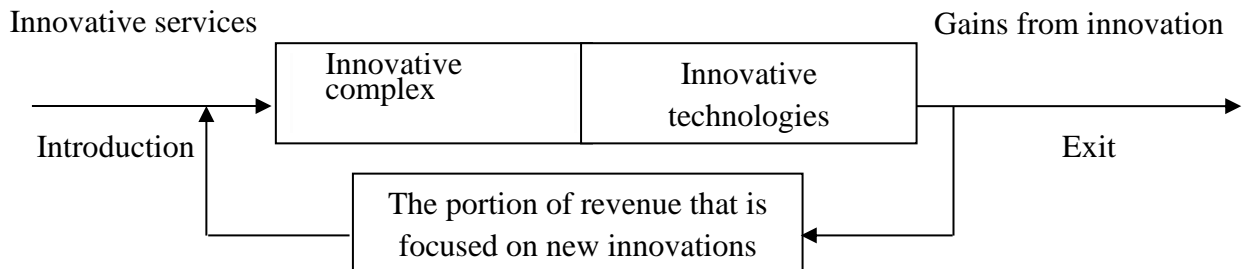 Innovative services
Gains from innovation
Innovative
complex
Innovative
technologies
Introduction
Exit
The portion of revenue that is
focused on new innovations